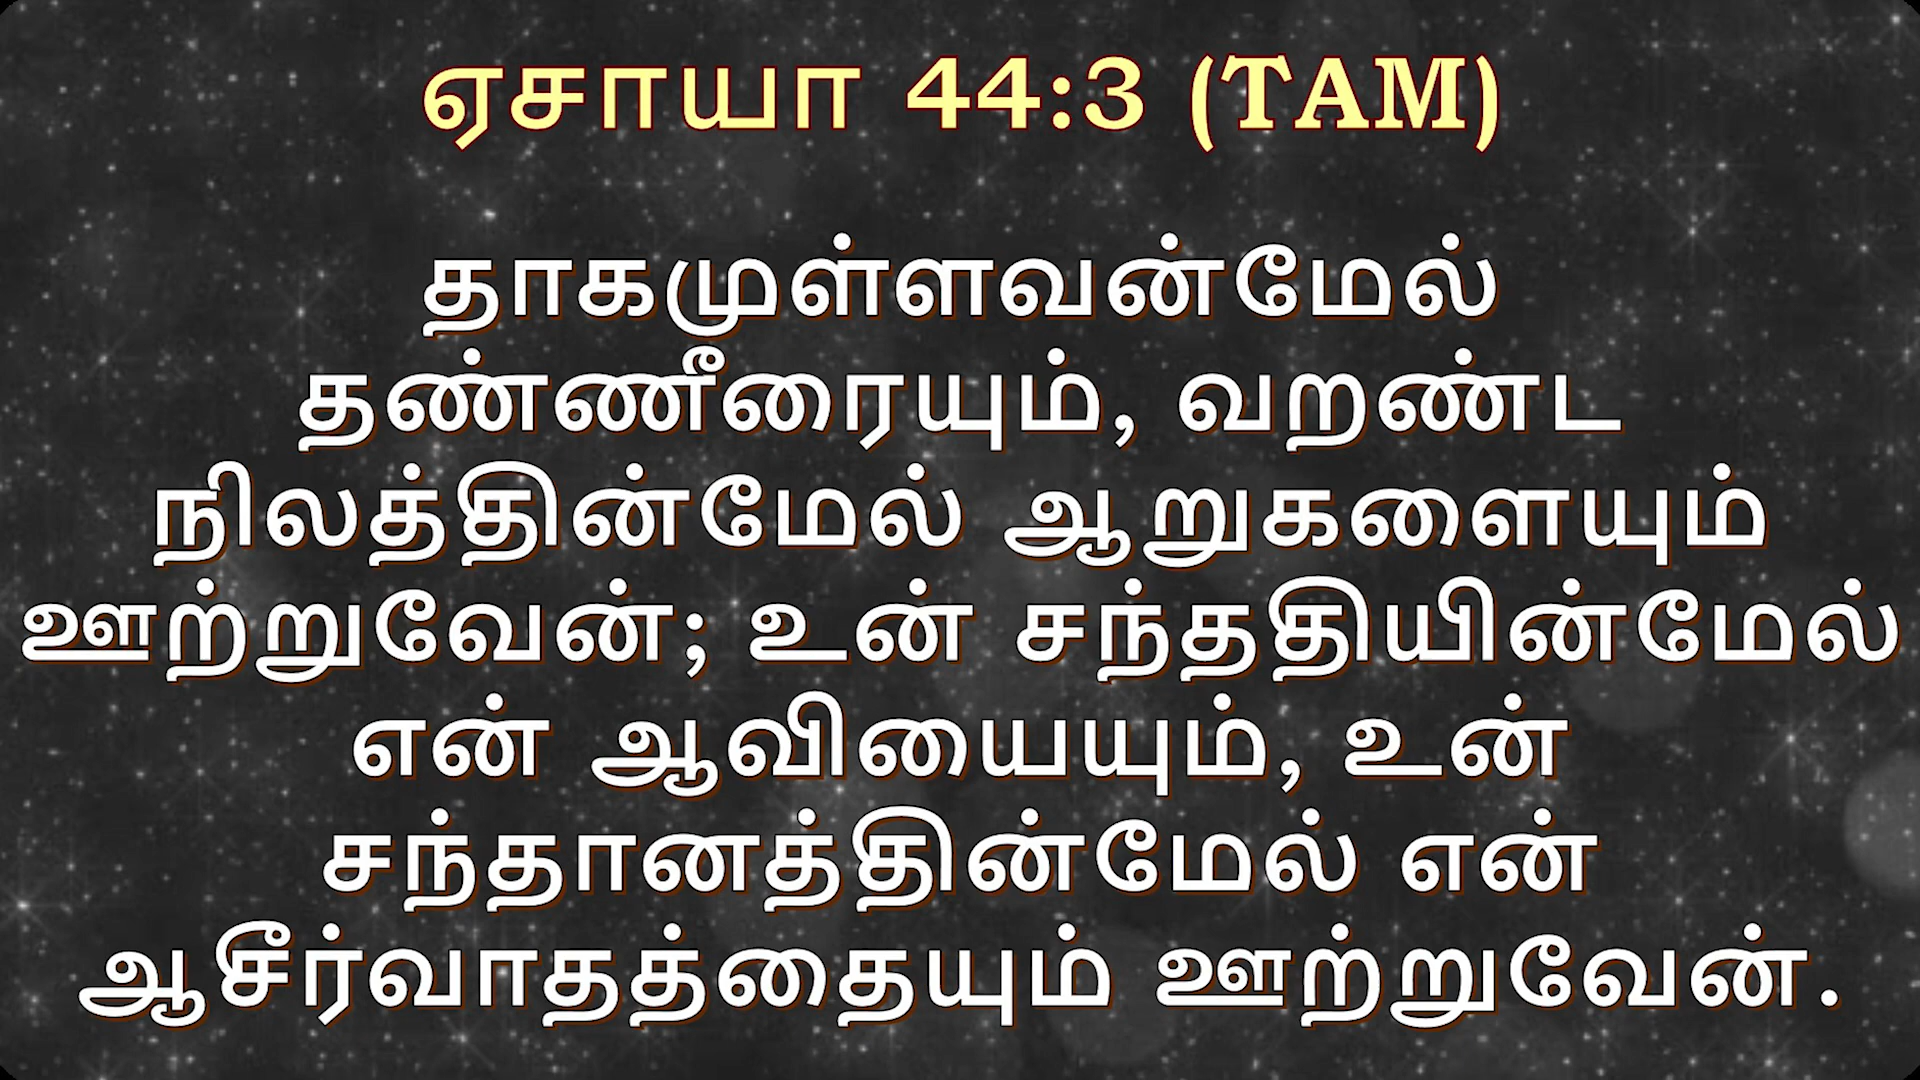 ஏசாயா 44:3 (TAM)
தாகமுள்ளவன்மேல்
தண்ணீரையும், வறண்ட
நிலத்தின்மேல் ஆறுகளையும்
ஊற்றுவேன்; உன் சந்ததியின்மேல்
என் ஆவியையும், உன்
சந்தானத்தின்மேல் என்
ஆசீர்வாதத்தையும் ஊற்றுவேன்.